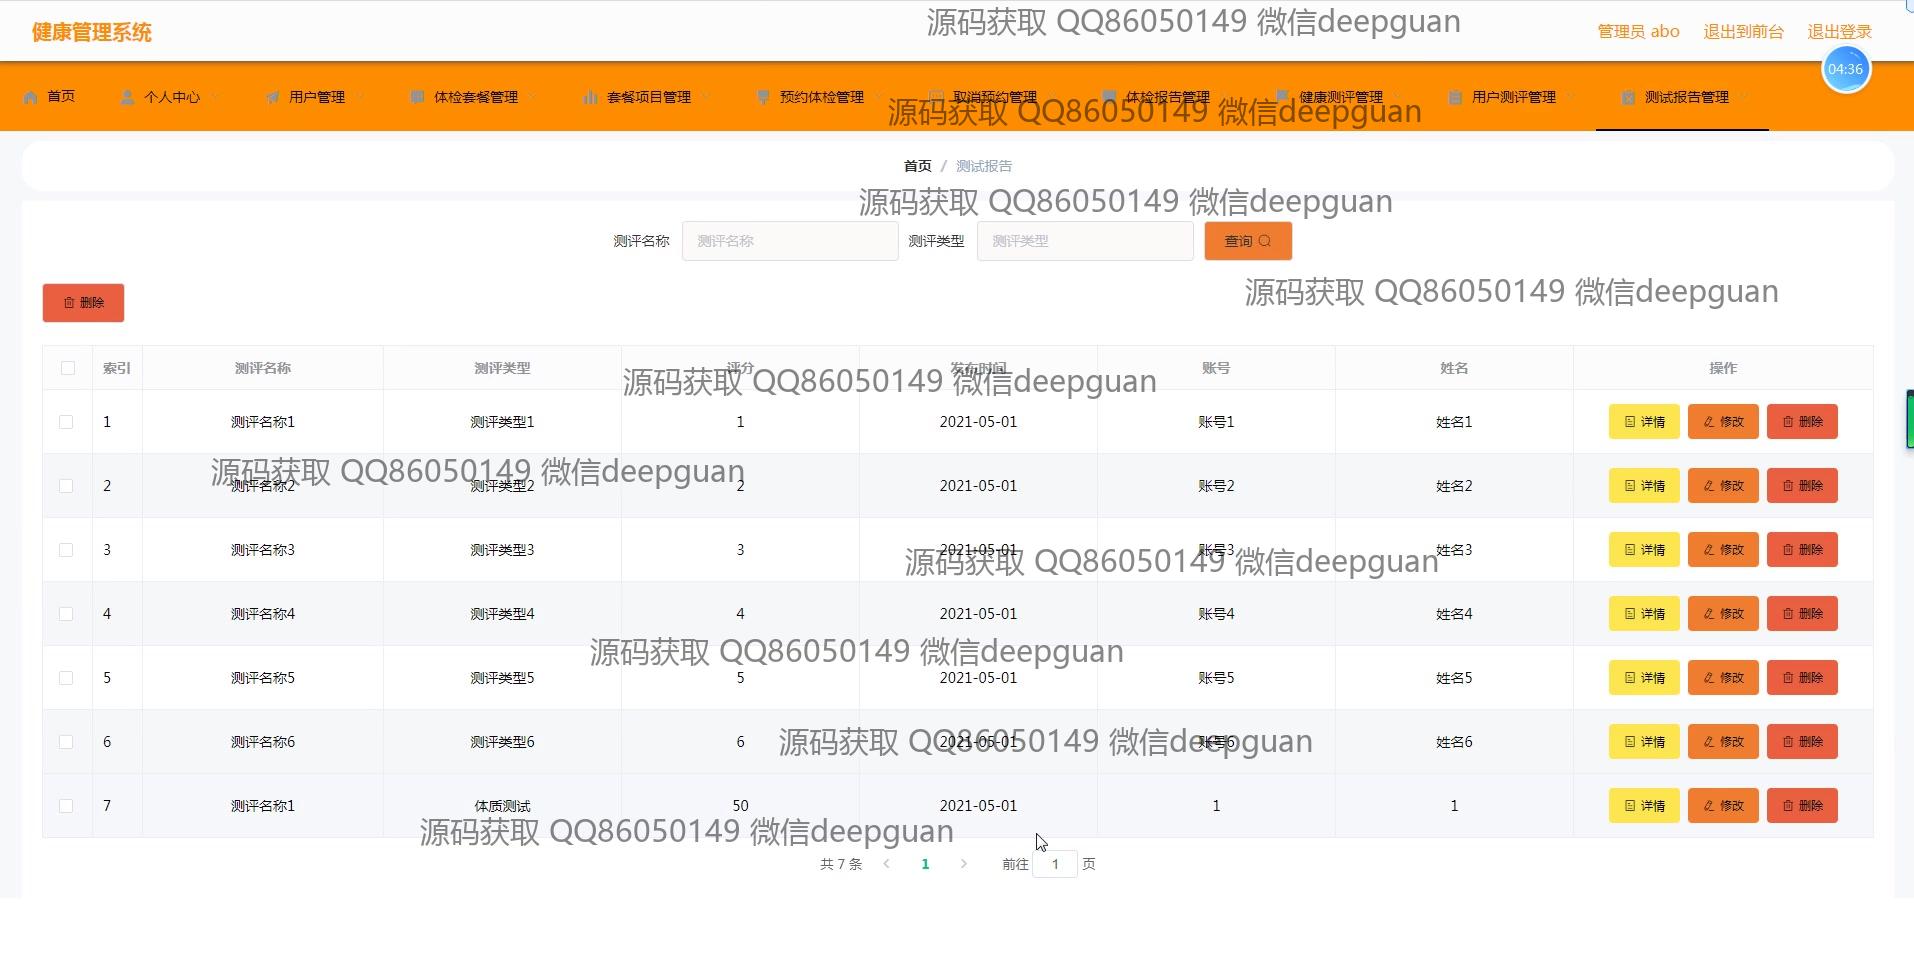 健康管理系统
源码获取 QQ86050149 微信deepguan
管理员 abo 退出到前台 退出登录
04:36
首页 个人中心 用户管理 体检套餐管理 套餐项目管理 预约体检管理 取消预约管理 体检报告管理 健康测评管理 用户测评管理 测试报告管理
源码获取 QQ86050149 微信deepguan
首页 / 测试报告
源码获取 QQ86050149 微信deepguan
测评名称 测评名称 测评类型 测评类型 查询
源码获取 QQ86050149 微信deepguan
删除
索引 测评名称 测评类型 评分 发布时间 账号 姓名 操作
源码获取 QQ86050149 微信deepguan
1 测评名称1 测评类型1 1 2021-05-01 账号1 姓名1 详情 修改 删除
源码获取 QQ86050149 微信deepguan
2 测评名称2 测评类型2 2 2021-05-01 账号2 姓名2 详情 修改 删除
3 测评名称3 测评类型3 3 2021-05-01 账号3 姓名3 详情 修改 删除
源码获取 QQ86050149 微信deepguan
4 测评名称4 测评类型4 4 2021-05-01 账号4 姓名4 详情 修改 删除
源码获取 QQ86050149 微信deepguan
5 测评名称5 测评类型5 5 2021-05-01 账号5 姓名5 详情 修改 删除
6 测评名称6 测评类型6 6 2021-05-01 账号6 姓名6 详情 修改 删除
源码获取 QQ86050149 微信deepguan
7 测评名称1 体质测试 50 2021-05-01 1 1 详情 修改 删除
源码获取 QQ86050149 微信deepguan
共 7 条 1 前往 1 页